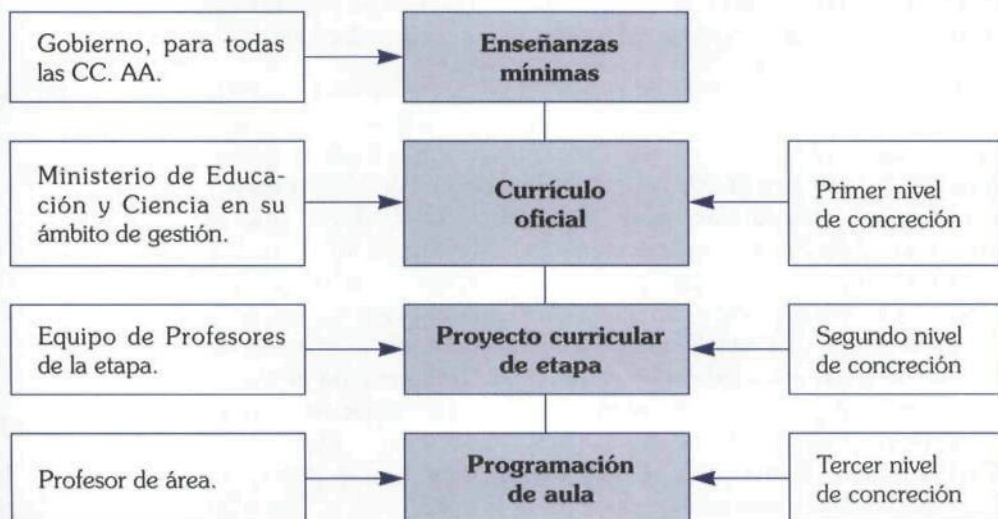 Gobierno, para todas
las CC. AA.
Enseñanzas
mínimas
Ministerio de Educa-
ción y Ciencia en su
ámbito de gestión.
Currículo
oficial
Primer nivel
de concreción
Equipo de Profesores
de la etapa.
Proyecto curricular
de etapa
Segundo nivel
de concreción
Profesor de área.
Programación
de aula
Tercer nivel
de concreción